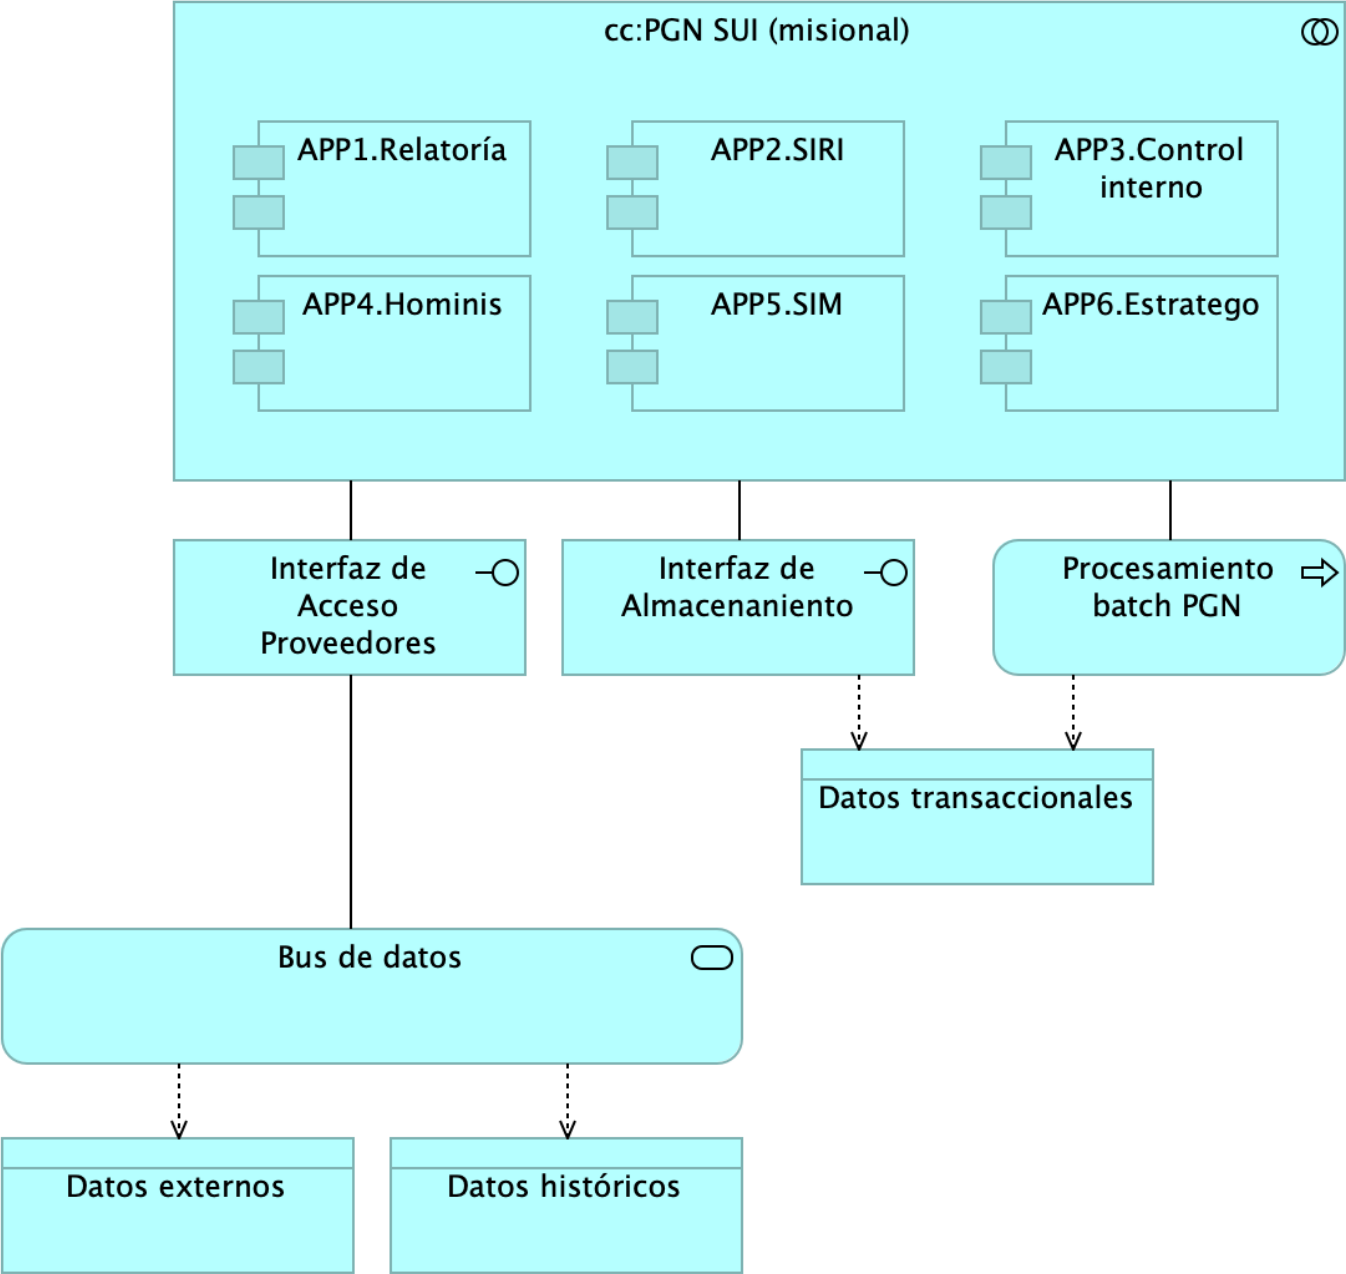 cc:PGN SUI (misional)
APP1.Relatoría
APP2.SIRI
APP3.Control
interno
APP4.Hominis
APP5.SIM
APP6.Estratego
Interfaz de
Acceso
Proveedores
Interfaz de
Almacenaniento
Procesamiento
batch PGN
Datos transaccionales
Bus de datos
Datos externos
Datos históricos